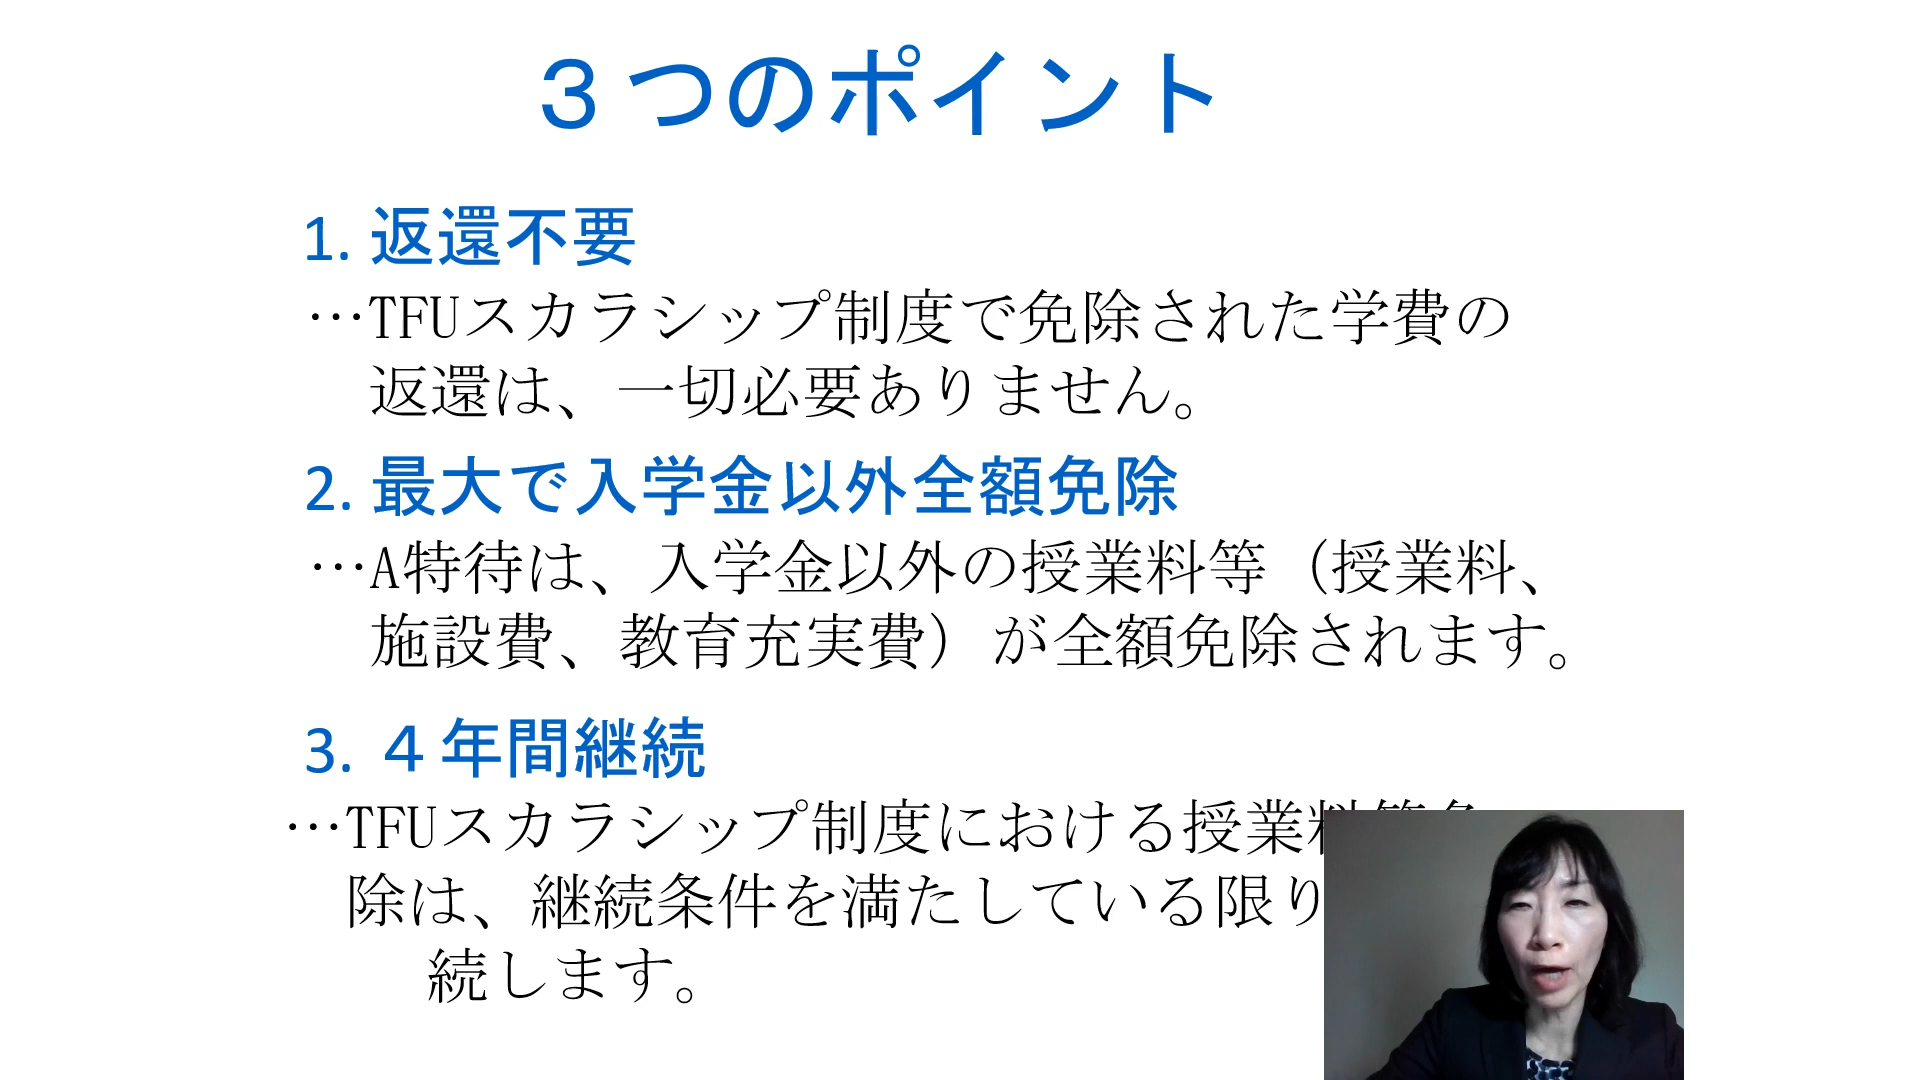 ３つのポイント
1. 返還不要
…TFUスカラシップ制度で免除された学費の
返還は、一切必要ありません。
2. 最大で入学金以外全額免除
…A特待は、入学金以外の授業料等（授業料、
施設費、教育充実費）が全額免除されます。
3. ４年間継続
…TFUスカラシップ制度における授業料
除は、継続条件を満たしている限り
続します。